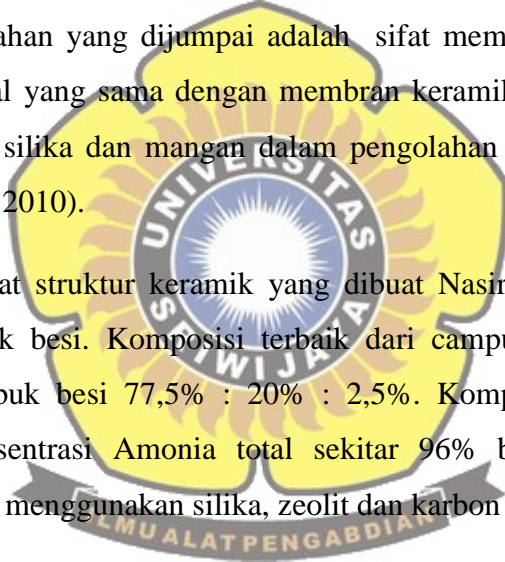 ahan yang dijumpai adalah sifat mem
al yang sama dengan membran keramil
silika dan mangan dalam pengolahan
2010).
at struktur keramik yang dibuat Nasir
k besi. Komposisi terbaik dari campu
buk besi 77,5% : 20% : 2,5%. Komp
sentrasi Amonia total sekitar 96% b
menggunakan silika, zeolit dan karbon
UNIVERSITAS
SRIWIJAYA
ILMU ALAT PENGABDIAN